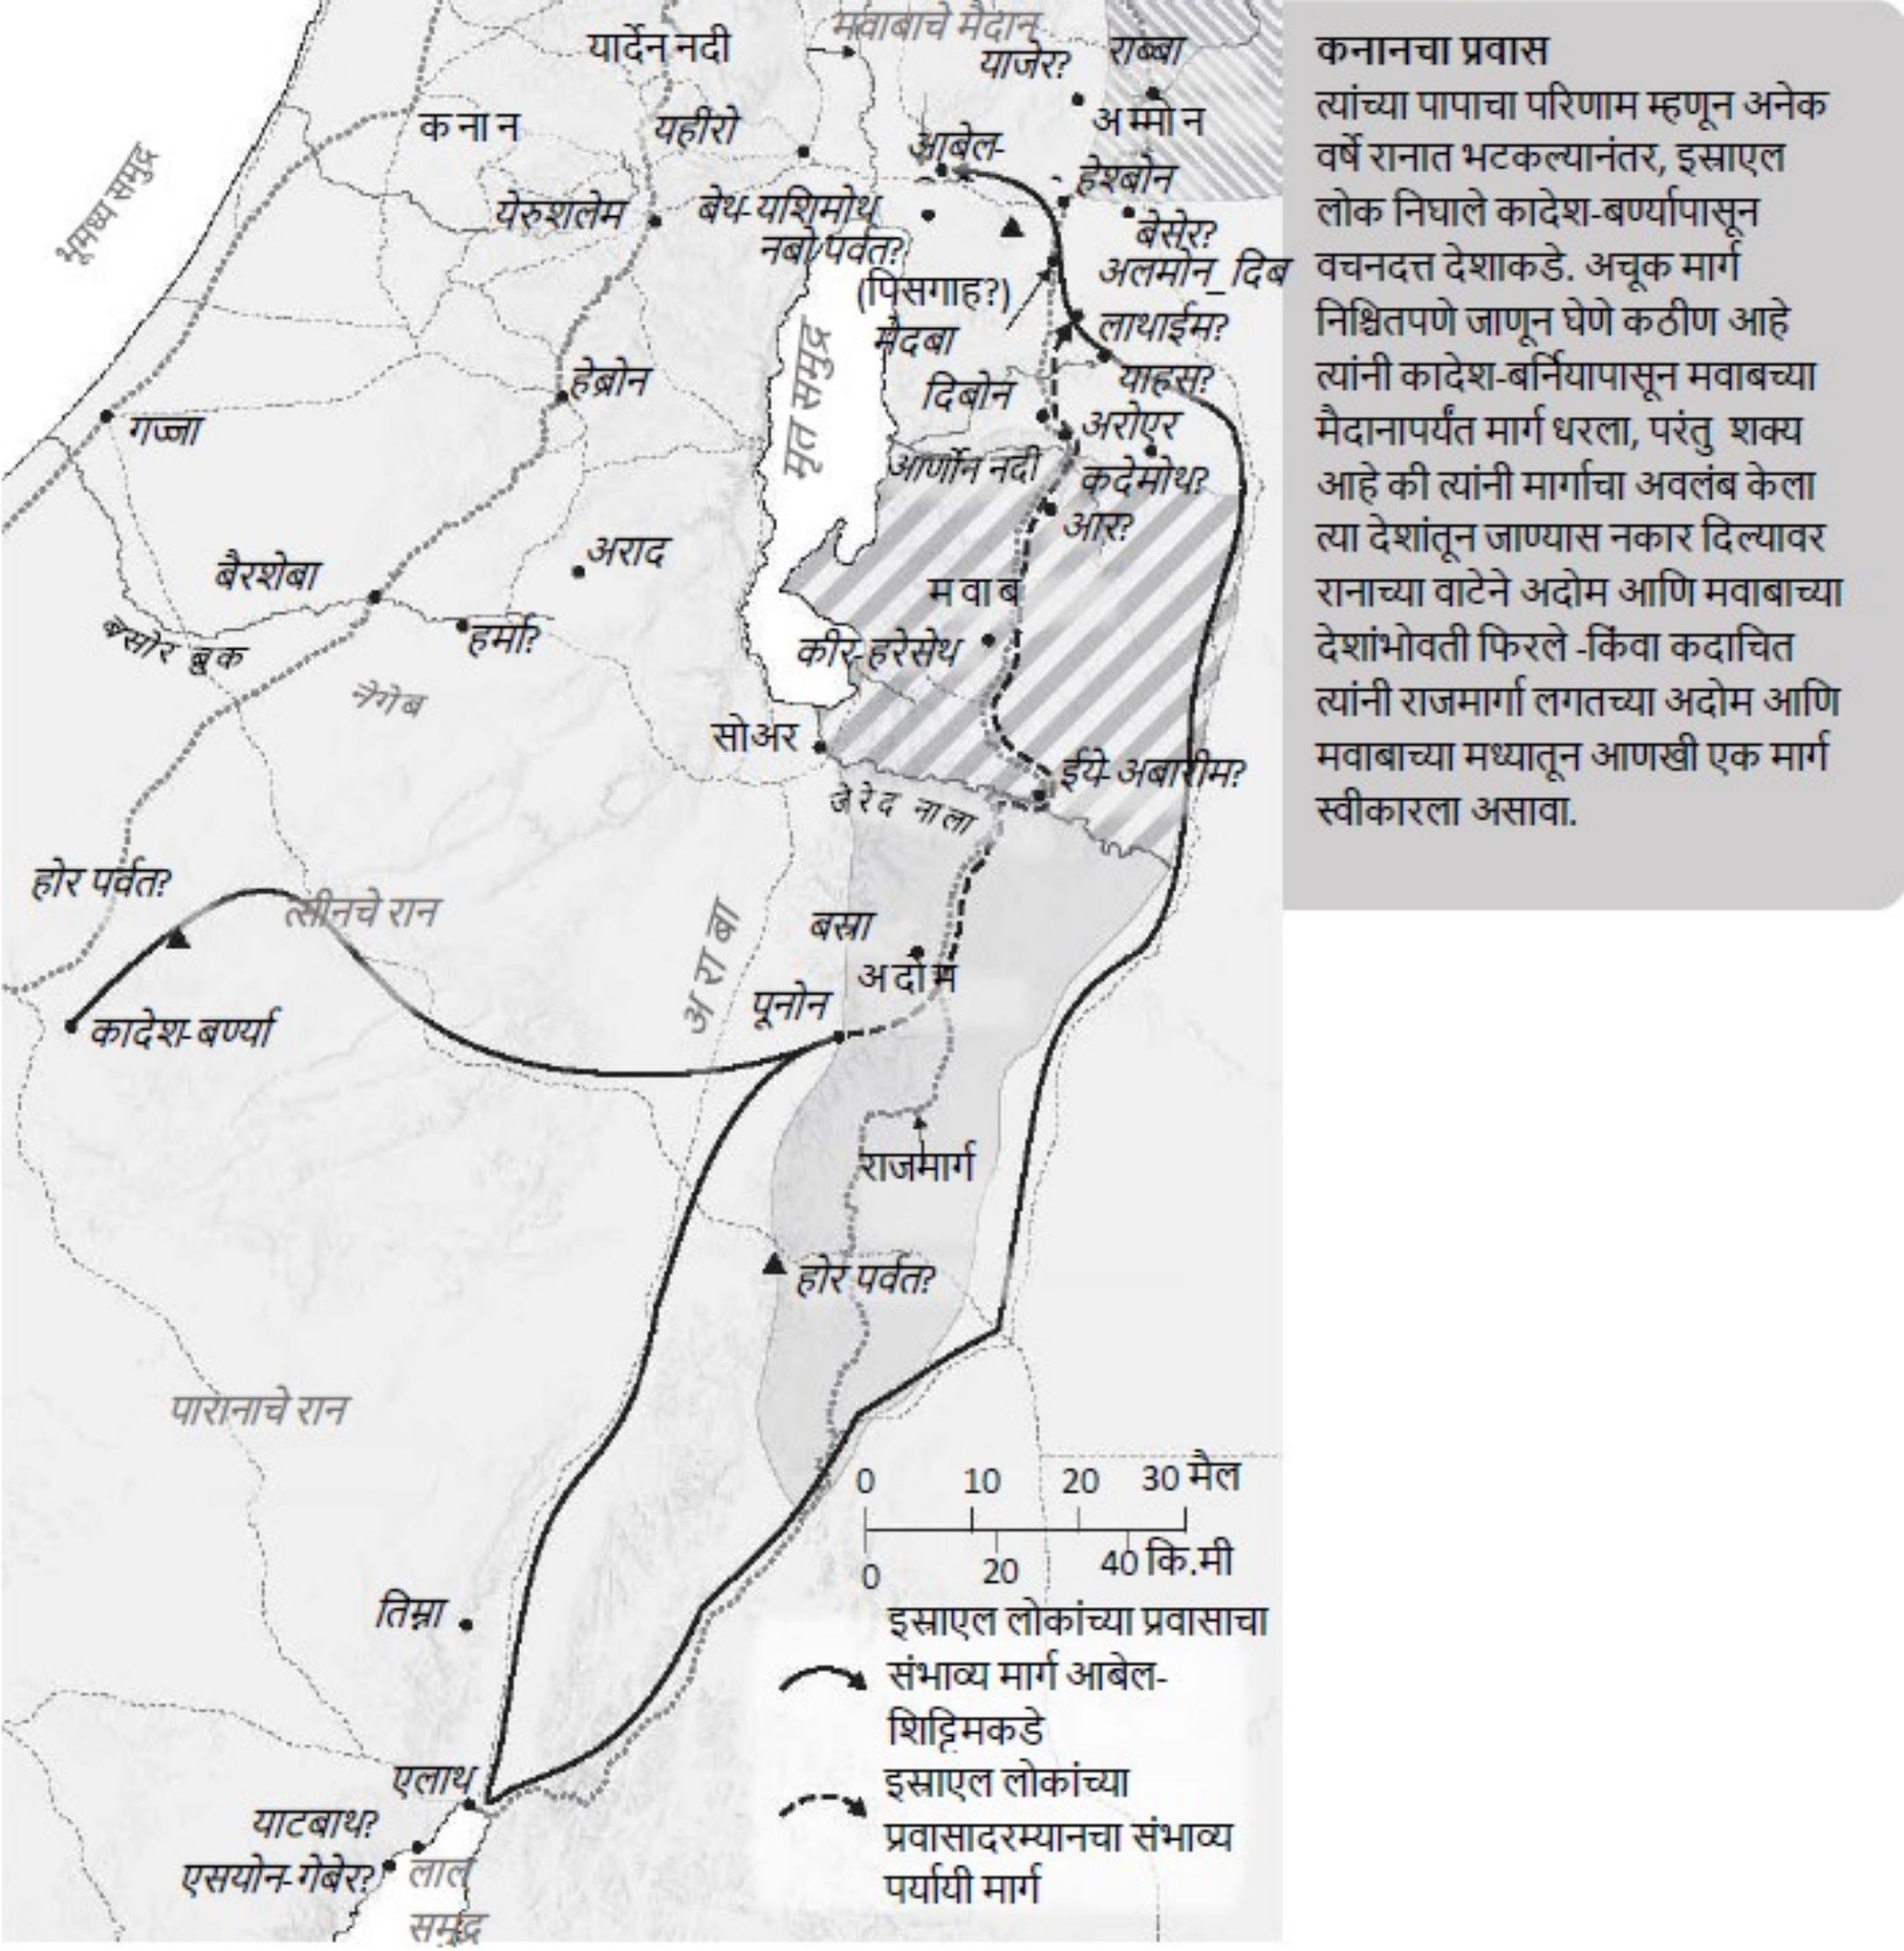 मवाबाचे मैदान
यार्देन नदी
याजेर?
राब्बा
अम्मोन
कनान
यहीरो
आबेल-
हेश्बोन
भूमध्य समुद्र
येरुशलेम
बेथ-यशिमोथ
बेसेर?
नबो पर्वत?
(पिसगाह?)
अलमोन_दिब
लाथाईम?
मेदबा
मृत समुद्र
याहस?
हेब्रोन
दिबोन
अरोएर
गज्जा
आर्णोन नदी
कदेमोथ?
आर?
अराद
बैरशेबा
मवाब
बसोर ब्रुक
हर्मा?
कीर-हरेसेथ
नेगेब
सोअर
ईये-अबारीम?
जेरेद नाला
होर पर्वत?
त्सीनचे रान
अराबा
बस्रा
अदोम
पूनोन
कादेश-बर्ण्या
राजमार्ग
होर पर्वत?
पारानाचे रान
0 10 20 30 मैल
0 20 40 कि.मी
तिम्ना
इस्राएल लोकांच्या प्रवासाचा
संभाव्य मार्ग आबेल-
शिट्टिमकडे
इस्राएल लोकांच्या
प्रवासादरम्यानचा संभाव्य
पर्यायी मार्ग
एलाथ
याटबाथ?
एसयोन-गेबेर?
लाल
समुद्र
कनानचा प्रवास
त्यांच्या पापाचा परिणाम म्हणून अनेक
वर्षे रानात भटकल्यानंतर, इस्राएल
लोक निघाले कादेश-बर्ण्यापासून
वचनदत्त देशाकडे. अचूक मार्ग
निश्चितपणे जाणून घेणे कठीण आहे
त्यांनी कादेश-बर्नियापासून मवाबच्या
मैदानापर्यंत मार्ग धरला, परंतु शक्य
आहे की त्यांनी मार्गाचा अवलंब केला
त्या देशांतून जाण्यास नकार दिल्यावर
रानाच्या वाटेने अदोम आणि मवाबाच्या
देशांभोवती फिरले -किंवा कदाचित
त्यांनी राजमार्गा लगतच्या अदोम आणि
मवाबाच्या मध्यातून आणखी एक मार्ग
स्वीकारला असावा.